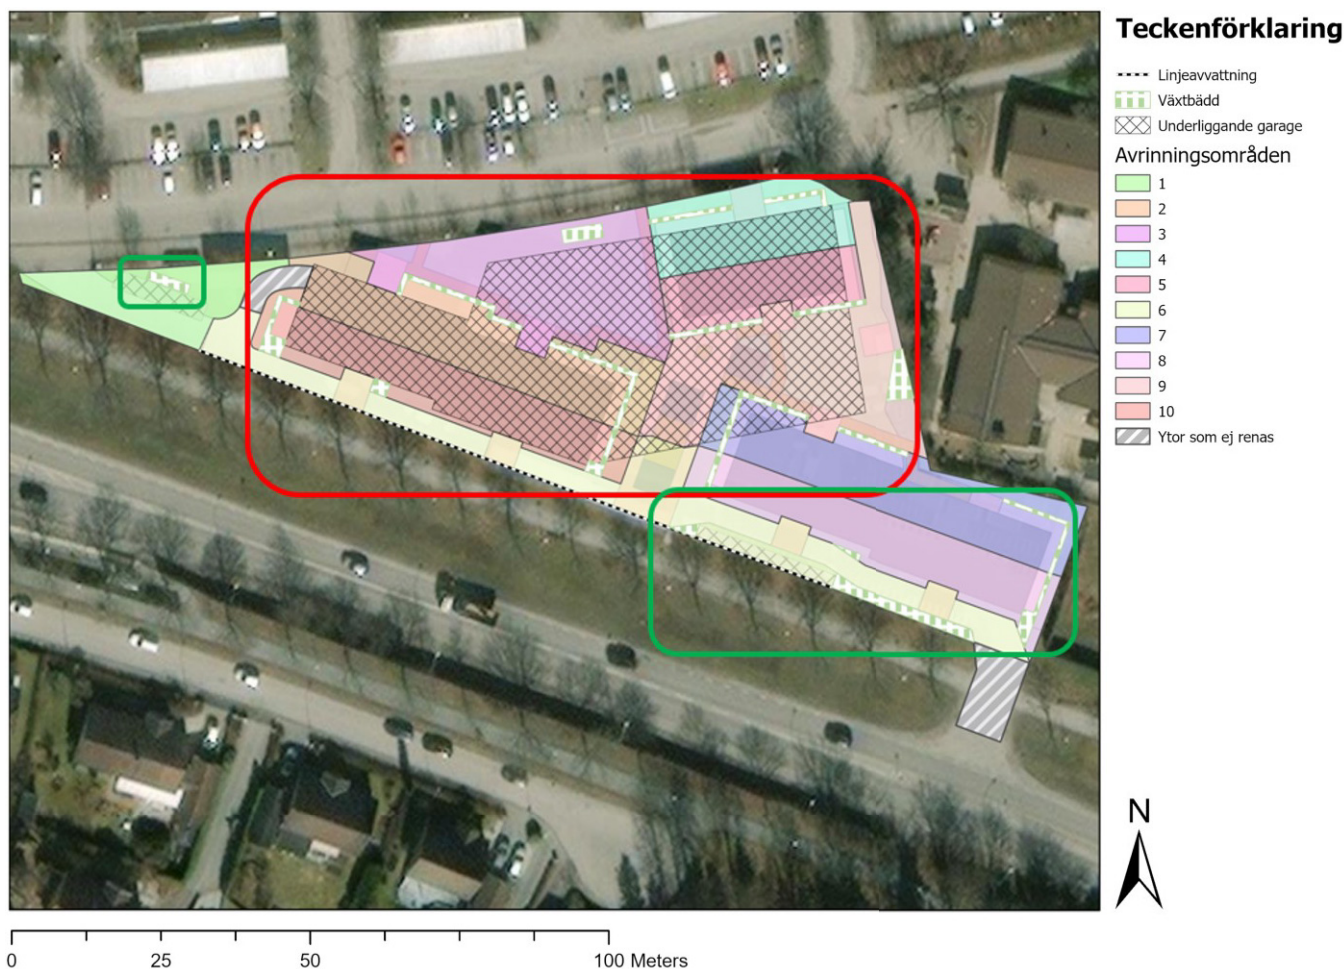 Teckenförklaring
Linjeavvattning
Växtbädd
Underliggande garage
Avrinningsområden
1
2
3
4
5
6
7
8
9
10
Ytor som ej renas
N
0 25 50 100 Meters